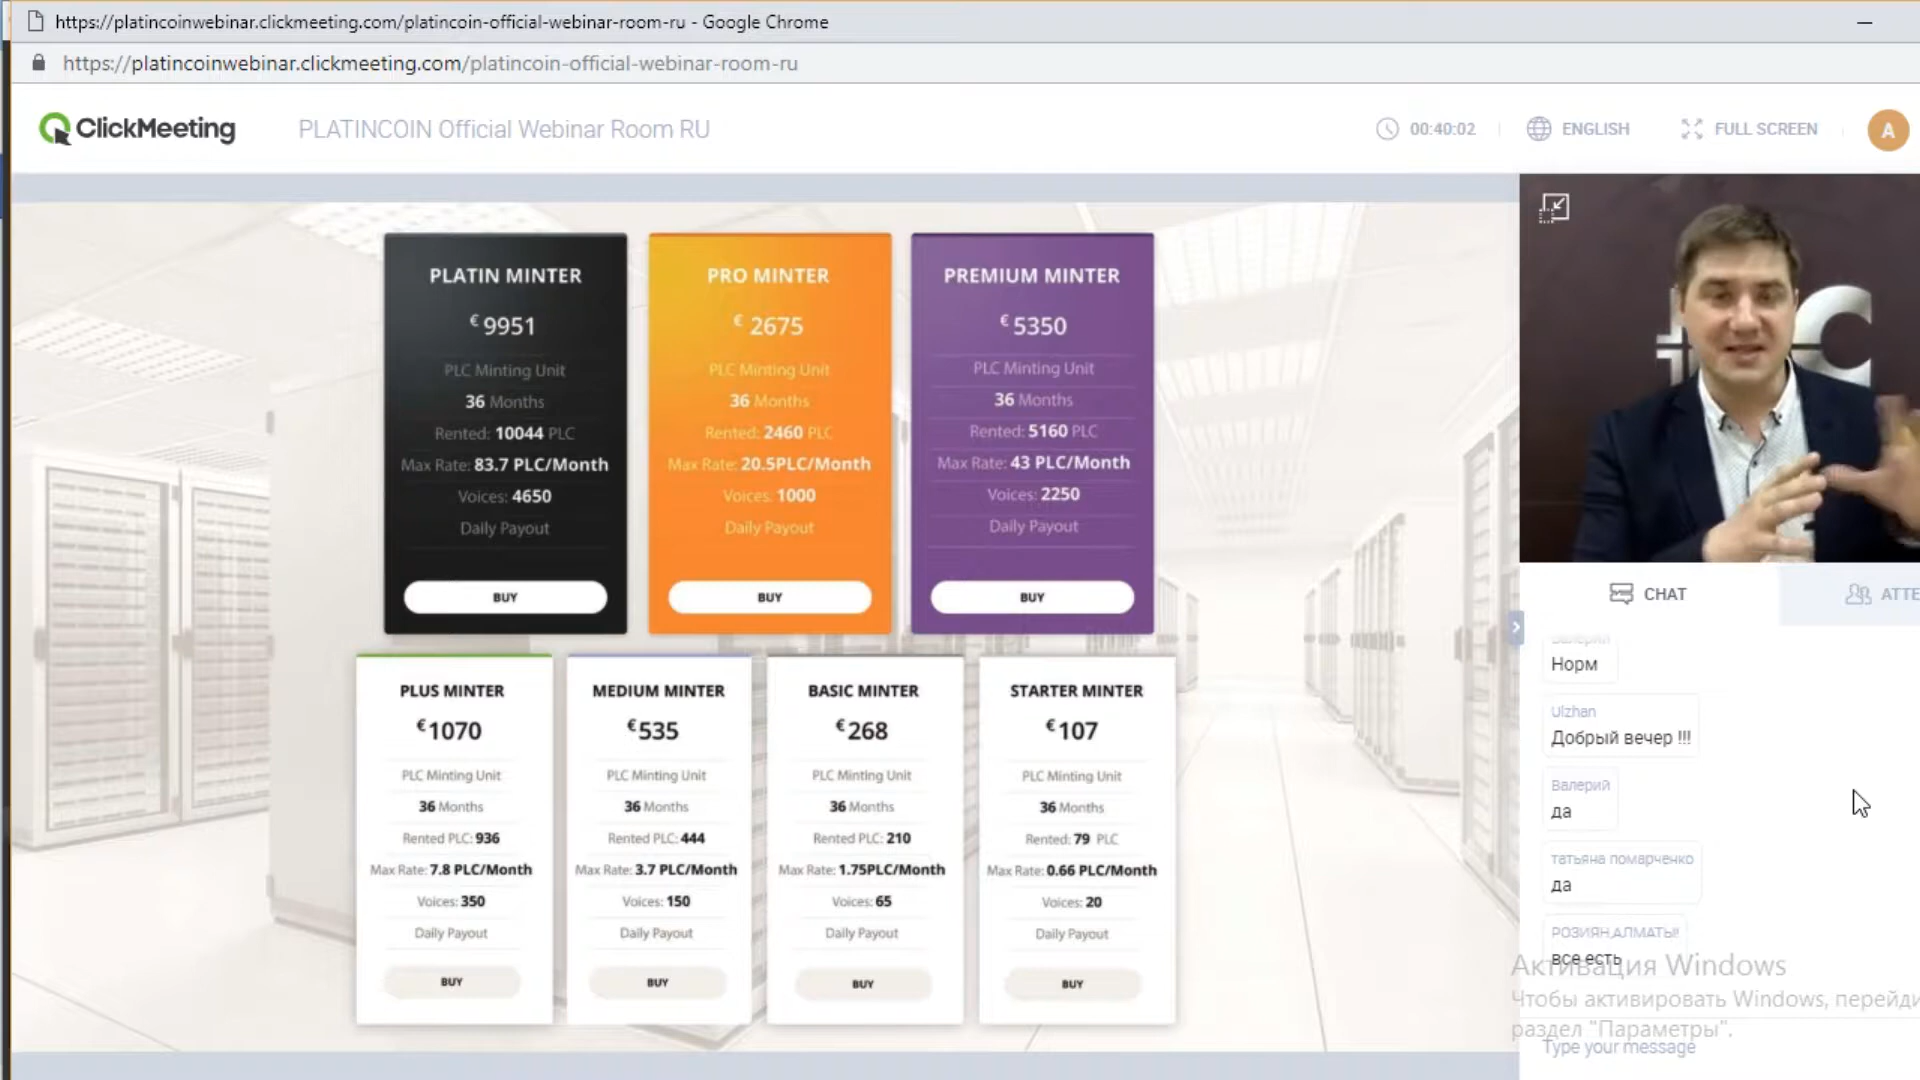 https://platincoinwebinar.clickmeeting.com/platincoin-official-webinar-room-ru - Google Chrome
https://platincoinwebinar.clickmeeting.com/platincoin-official-webinar-room-ru
ClickMeeting
PLATINCOIN Official Webinar Room RU
00:40:02
ENGLISH
FULL SCREEN
A
PLATIN MINTER
€ 9951
PLC Minting Unit
36 Months
Rented: 10044 PLC
Max Rate: 83.7 PLC/Month
Voices: 4650
Daily Payout
BUY
PRO MINTER
€ 2675
PLC Minting Unit
36 Months
Rented: 2460 PLC
Max Rate: 20.5PLC/Month
Voices: 1000
Daily Payout
BUY
PREMIUM MINTER
€ 5350
PLC Minting Unit
36 Months
Rented: 5160 PLC
Max Rate: 43 PLC/Month
Voices: 2250
Daily Payout
BUY
PLUS MINTER
€ 1070
PLC Minting Unit
36 Months
Rented PLC: 936
Max Rate: 7.8 PLC/Month
Voices: 350
Daily Payout
BUY
MEDIUM MINTER
€ 535
PLC Minting Unit
36 Months
Rented PLC: 444
Max Rate: 3.7 PLC/Month
Voices: 150
Daily Payout
BUY
BASIC MINTER
€ 268
PLC Minting Unit
36 Months
Rented PLC: 210
Max Rate: 1.75PLC/Month
Voices: 65
Daily Payout
BUY
STARTER MINTER
€ 107
PLC Minting Unit
36 Months
Rented: 79 PLC
Max Rate: 0.66 PLC/Month
Voices: 20
Daily Payout
BUY
CHAT
ATTE
Валерий
Норм
Ulzhan
Добрый вечер !!!
Валерий
да
татьяна помарченко
да
РОЗИЯН,АЛМАТЫ!
все есть
Активация Windows
Чтобы активировать Windows, перейди
раздел "Параметры".
Type your message